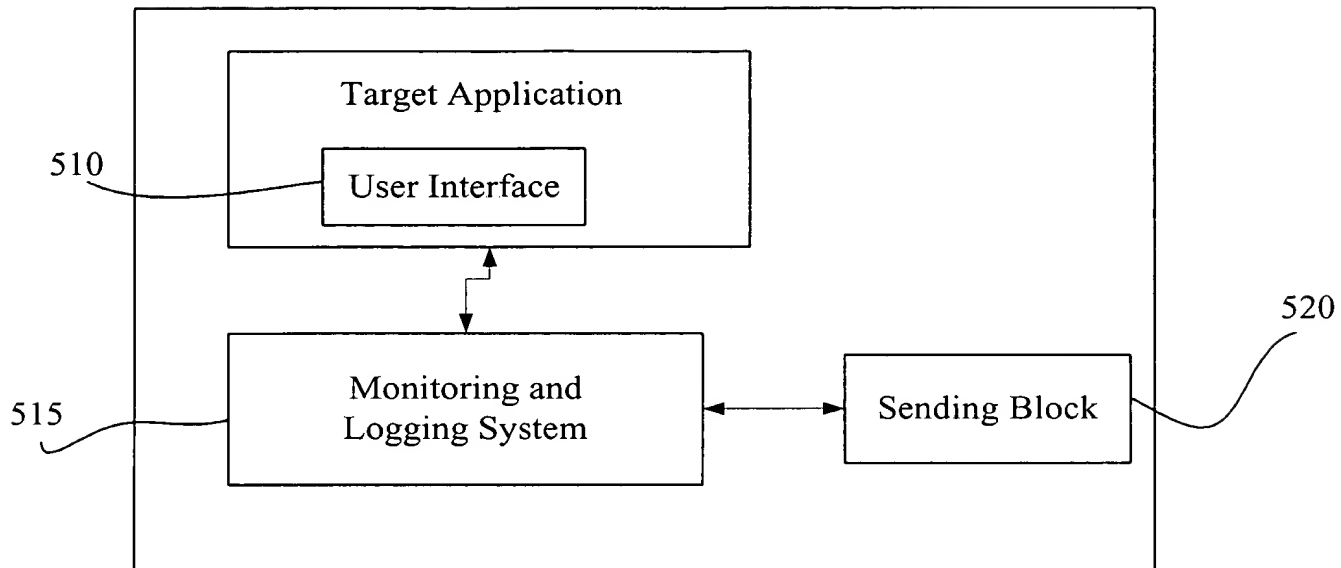 Target Application
510
User Interface
520
Monitoring and
Logging System
515
Sending Block